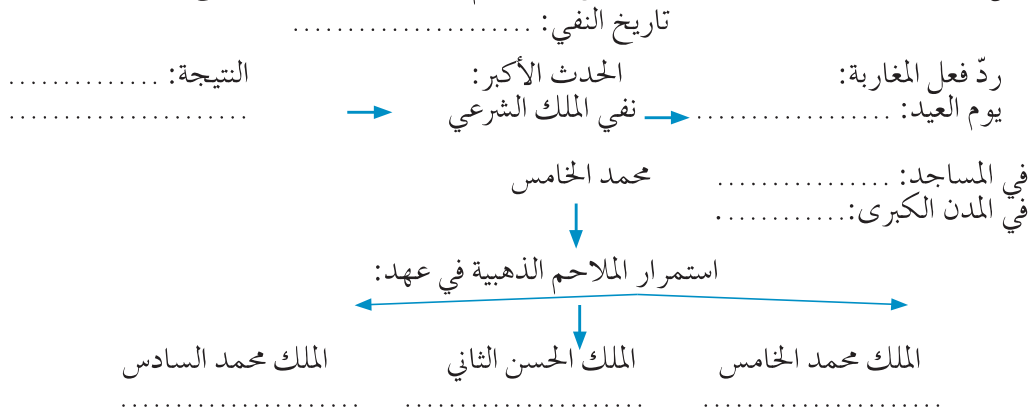 تاريخ النفي: ......................
ردّ فعل المغاربة: الحدث الأكبر: النتيجة: ..............
يوم العيد: .................. نفي الملك الشرعي ......................
في المساجد: ................ محمد الخامس
في المدن الكبرى: ............
استمرار الملاحم الذهبية في عهد:
الملك محمد الخامس الملك الحسن الثاني الملك محمد السادس
...................... ...................... ......................